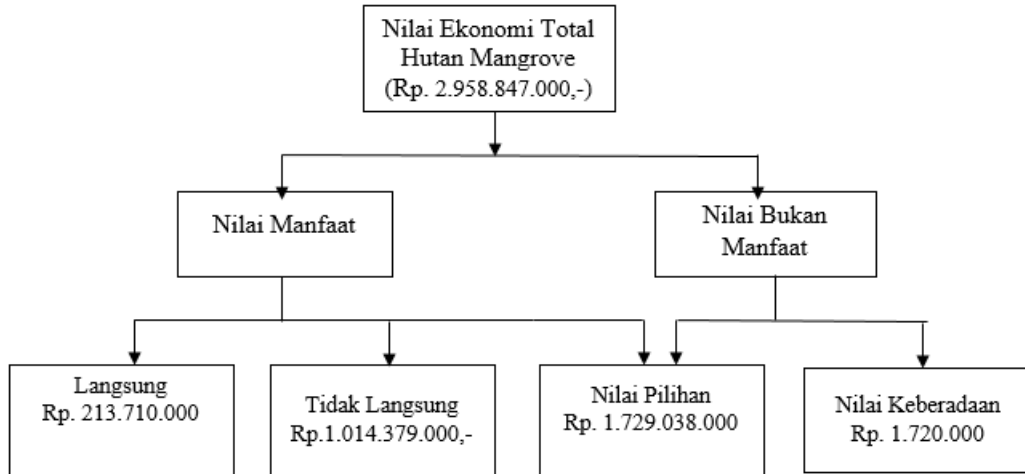 Nilai Ekonomi Total
Hutan Mangrove
(Rp. 2.958.847.000,-)
Nilai Manfaat
Nilai Bukan
Manfaat
Langsung
Rp. 213.710.000
Tidak Langsung
Rp.1.014.379.000,-
Nilai Pilihan
Rp. 1.729.038.000
Nilai Keberadaan
Rp. 1.720.000